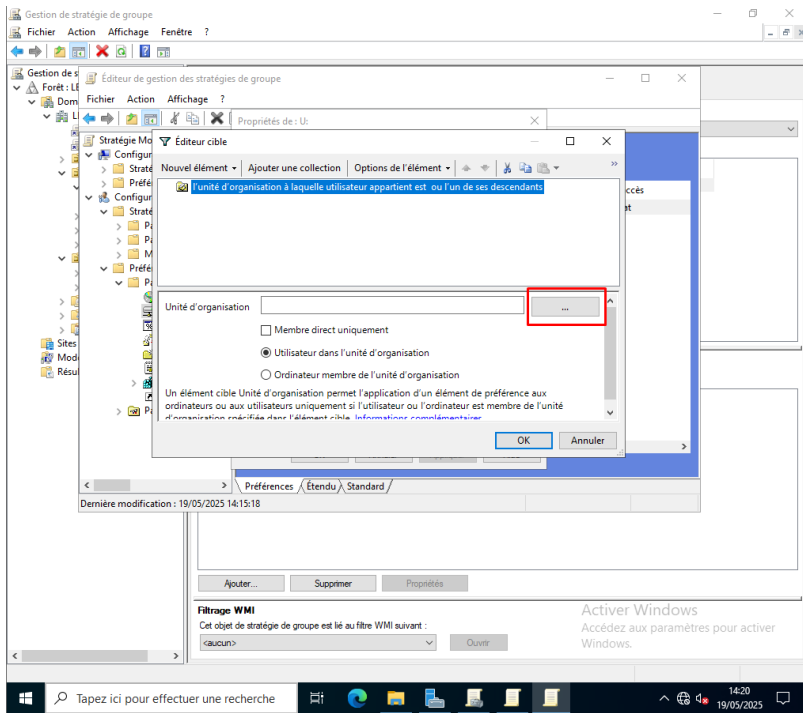 Gestion de stratégie de groupe
Fichier Action Affichage Fenêtre ?
Gestion de s
Forêt : LE
Dom
L
Sites
Mod
Résul
Éditeur de gestion des stratégies de groupe
Fichier Action Affichage ?
Propriétés de : U:
Stratégie Mo
Configur
Straté
Préfé
Configur
Straté
Pa
Pa
M
Préfé
Pa
Pa
Éditeur cible
Nouvel élément Ajouter une collection Options de l'élément »
l'unité d'organisation à laquelle utilisateur appartient est ou l'un de ses descendants
ccès
at
Unité d'organisation ...
Membre direct uniquement
Utilisateur dans l'unité d'organisation
Ordinateur membre de l'unité d'organisation
Un élément cible Unité d'organisation permet l'application d'un élément de préférence aux
ordinateurs ou aux utilisateurs uniquement si l'utilisateur ou l'ordinateur est membre de l'unité
d'organisation spécifiée dans l'élément cible. Informations complémentaires
OK Annuler
Préférences Étendu Standard
Dernière modification : 19/05/2025 14:15:18
Ajouter... Supprimer Propriétés
Filtrage WMI
Cet objet de stratégie de groupe est lié au filtre WMI suivant :
<aucun> Ouvrir
Activer Windows
Accédez aux paramètres pour activer
Windows.
Tapez ici pour effectuer une recherche
14:20
19/05/2025